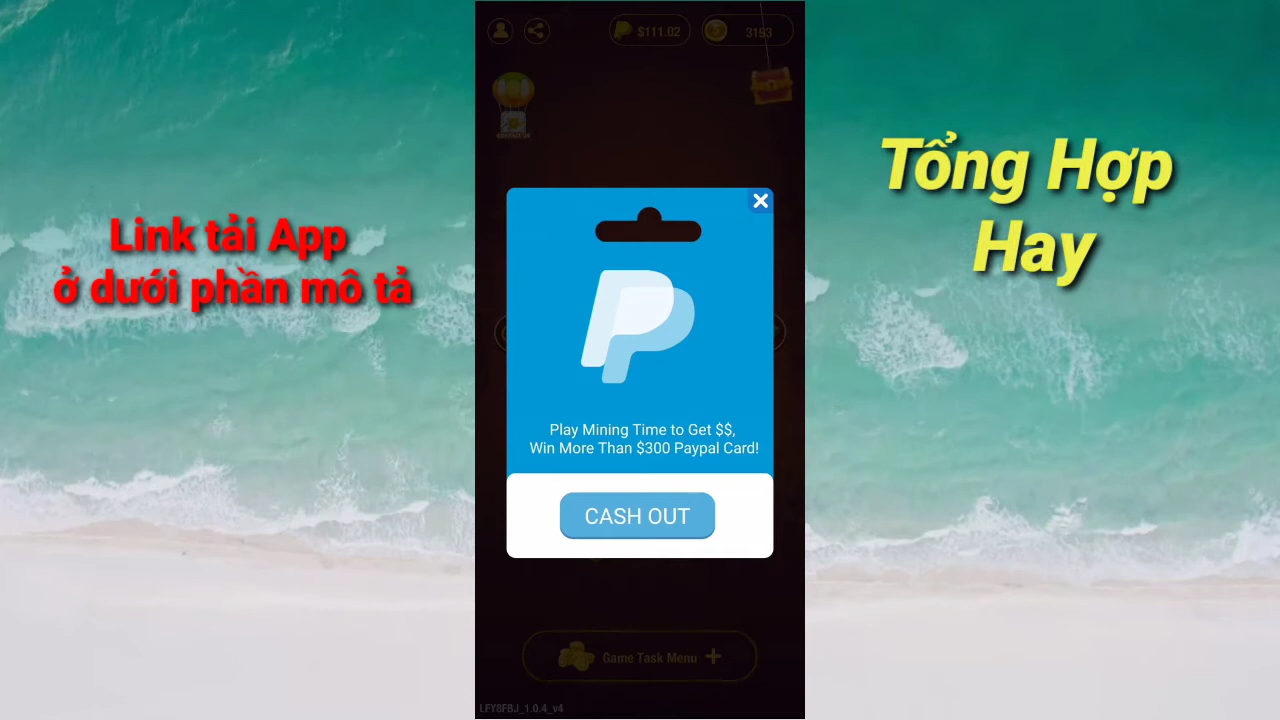 $111.02
3193
Link tải App
ở dưới phần mô tả
Tổng Hợp
Hay
Play Mining Time to Get $$,
Win More Than $300 Paypal Card!
CASH OUT
Game Task Menu +
LFY8FBJ_1.0.4_v4